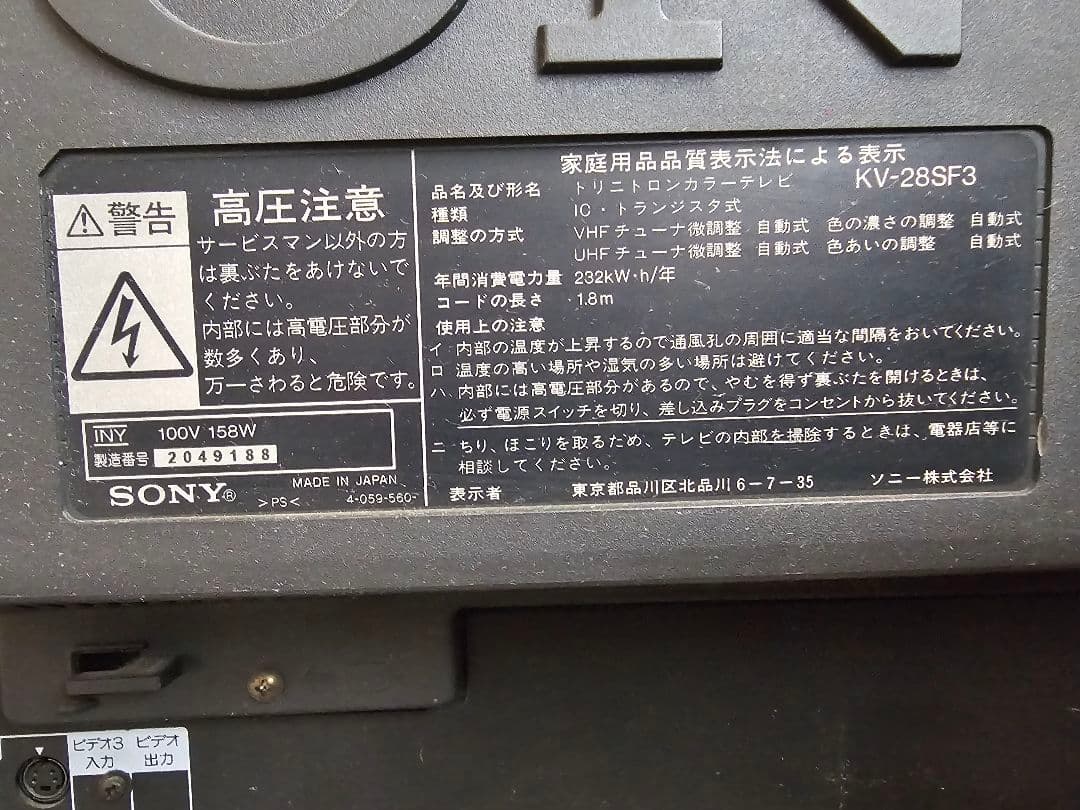 警告
高圧注意
サービスマン以外の方
は裏ぶたをあけないで
ください。
内部には高電圧部分が
数多くあり、
万一さわると危険です。
INY 100V 158W
製造番号 2049188
MADE IN JAPAN
SONY® >PS< 4-059-560-
家庭用品品質表示法による表示
品名及び形名 トリニトロンカラーテレビ KV-28SF3
種類 IC・トランジスタ式
調整の方式 VHFチューナ微調整 自動式 色の濃さの調整 自動式
UHFチューナ微調整 自動式 色あいの調整 自動式
年間消費電力量 232kW·h/年
コードの長さ 1.8m
使用上の注意
イ 内部の温度が上昇するので通風孔の周囲に適当な間隔をおいてください。
ロ 温度の高い場所や湿気の多い場所は避けてください。
ハ 内部には高電圧部分があるので、やむを得ず裏ぶたを開けるときは、
必ず電源スイッチを切り、差し込みプラグをコンセントから抜いてください。
ニ ちり、ほこりを取るため、テレビの内部を掃除するときは、電器店等に
相談してください。
表示者 東京都品川区北品川6-7-35 ソニー株式会社
ビデオ3
入力
ビデオ
出力